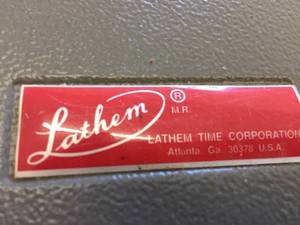 Lathem ®
M.R.
LATHEM TIME CORPORATION
Atlanta, Ga. 30378 U.S.A.